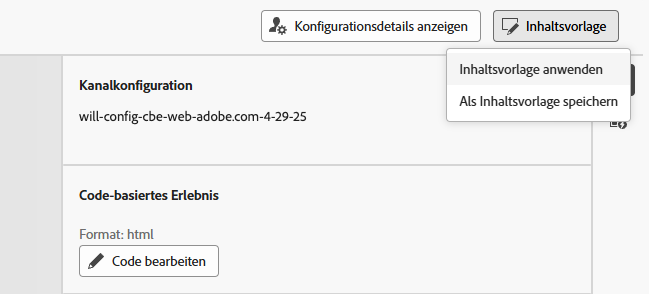 Konfigurationsdetails anzeigen
Inhaltsvorlage
Inhaltsvorlage anwenden
Als Inhaltsvorlage speichern
Kanalkonfiguration
will-config-cbe-web-adobe.com-4-29-25
Code-basiertes Erlebnis
Format: html
Code bearbeiten